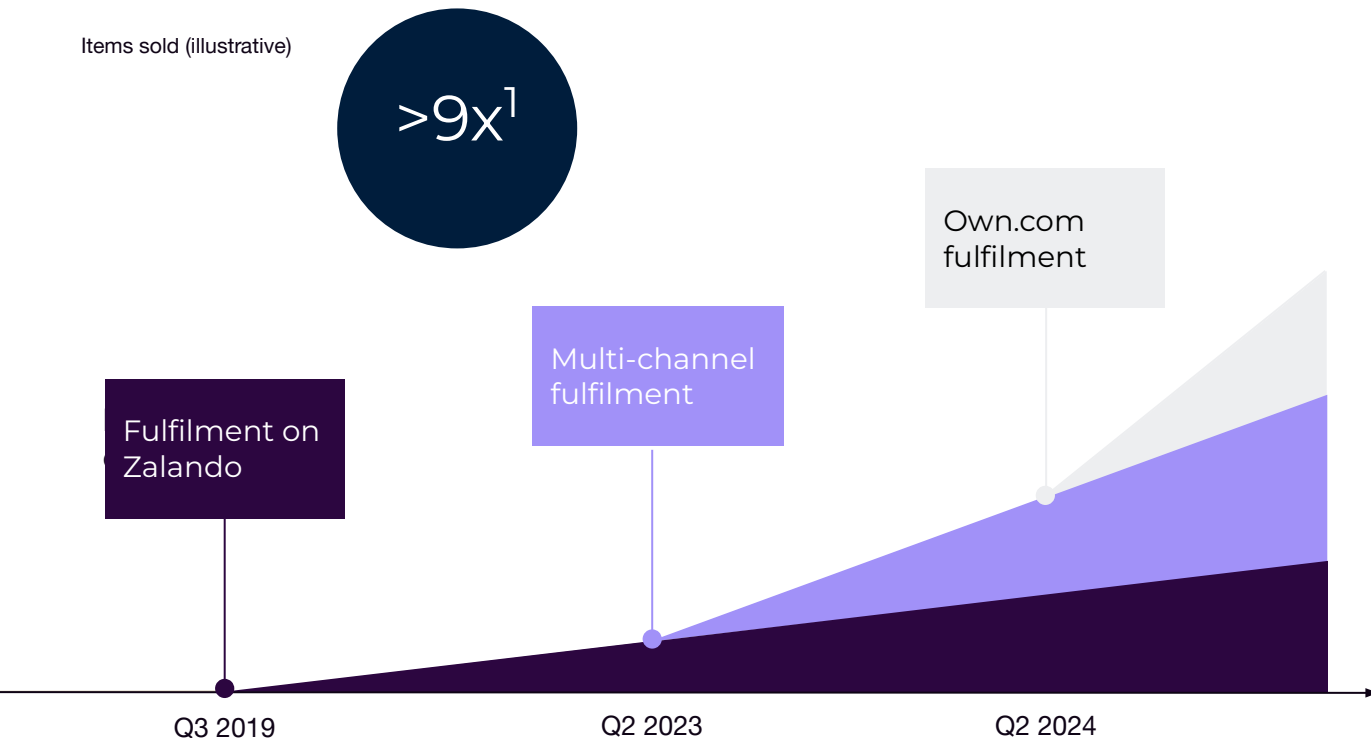 Items sold (illustrative)
>9x¹
Own.com
fulfilment
Multi-channel
fulfilment
Fulfilment on
Zalando
Q3 2019
Q2 2023
Q2 2024